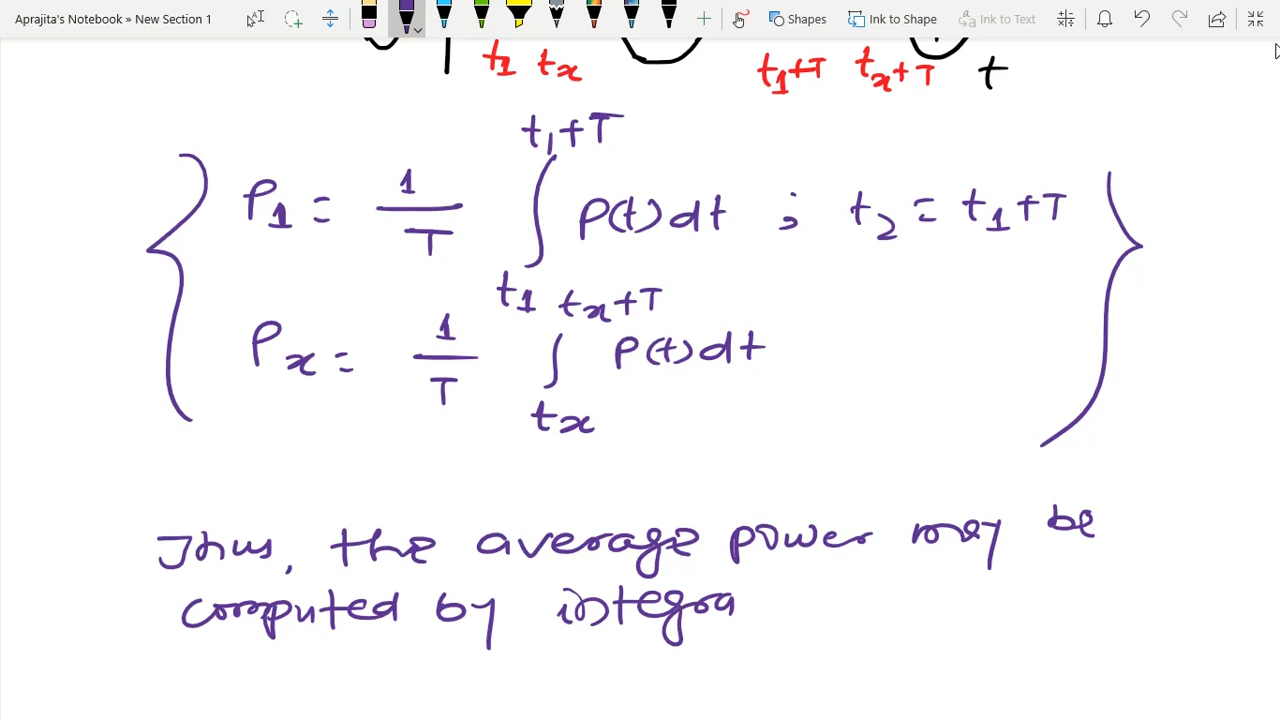 Aprajita's Notebook » New Section 1 Shapes Ink to Shape Ink to Text
t1 tx t1+T tx+T t
t1+T
P1 = 1/T ∫ P(t)dt ; t2 = t1+T
t1
tx+T
Px = 1/T ∫ P(t)dt
tx
Thus, the average power may be
computed by integra